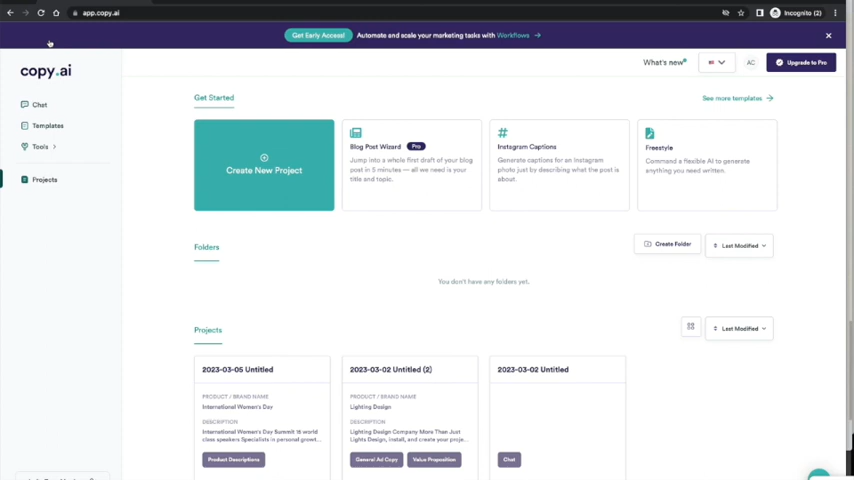 app.copy.ai
Incognito (2)
Get Early Access!
Automate and scale your marketing tasks with Workflows →
copy.ai
What's new
AC
Upgrade to Pro
Chat
Templates
Tools
Projects
Get Started
See more templates →
Create New Project
Blog Post Wizard
Pro
Jump into a whole first draft of your blog
post in 5 minutes — all we need is your
title and topic.
Instagram Captions
Generate captions for an Instagram
photo just by describing what the post is
about.
Freestyle
Command a flexible AI to generate
anything you need written.
Folders
Create Folder
Last Modified
You don't have any folders yet.
Projects
Last Modified
2023-03-05 Untitled
PRODUCT / BRAND NAME
International Women's Day
DESCRIPTION
International Women's Day Summit 15 world
class speakers Specialists in personal growt...
Product Descriptions
2023-03-02 Untitled (2)
PRODUCT / BRAND NAME
Lighting Design
DESCRIPTION
Lighting Design Company More Than Just
Lights Design, install, and create your proje...
General Ad Copy
Value Proposition
2023-03-02 Untitled
Chat